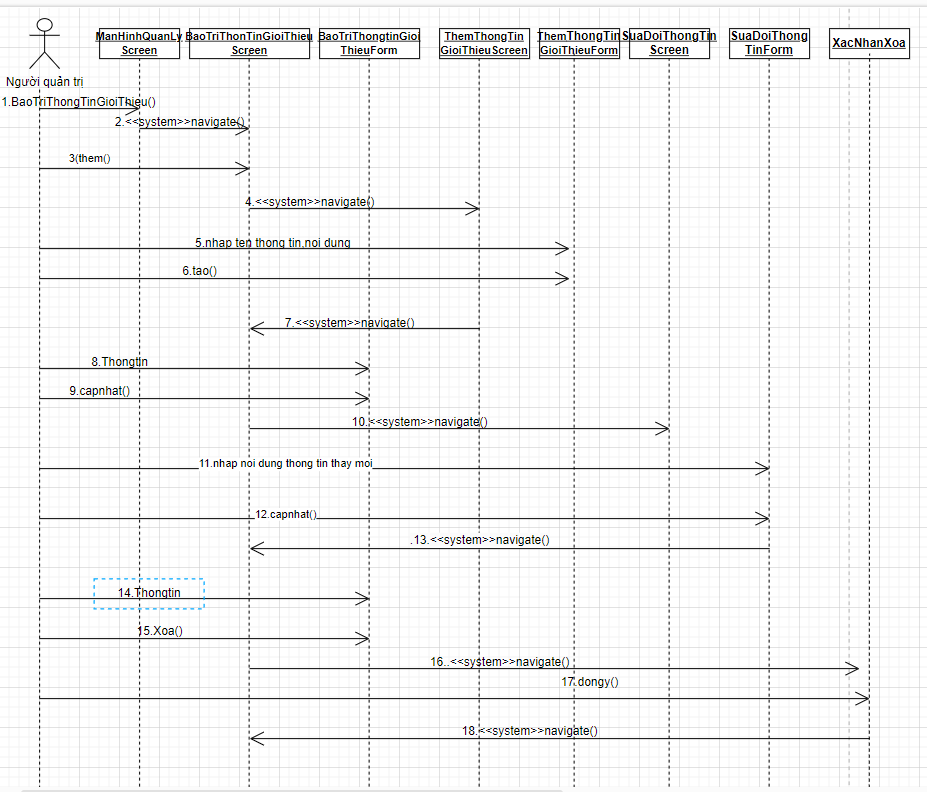 ManHinhQuanLy
Screen
BaoTriThonTinGioiThieu
Screen
BaoTriThongtinGioi
ThieuForm
ThemThongTin
GioiThieuScreen
ThemThongTin
GioiThieuForm
SuaDoiThongTin
Screen
SuaDoiThong
TinForm
XacNhanXoa
Người quản trị
1.BaoTriThongTinGioiThieu()
2.<<system>>navigate()
3(them()
4.<<system>>navigate()
5.nhap ten thong tin,noi dung
6.tao()
7.<<system>>navigate()
8.Thongtin
9.capnhat()
10.<<system>>navigate()
11.nhap noi dung thong tin thay moi
12.capnhat()
.13.<<system>>navigate()
14.Thongtin
15.Xoa()
16..<<system>>navigate()
17.dongy()
18.<<system>>navigate()